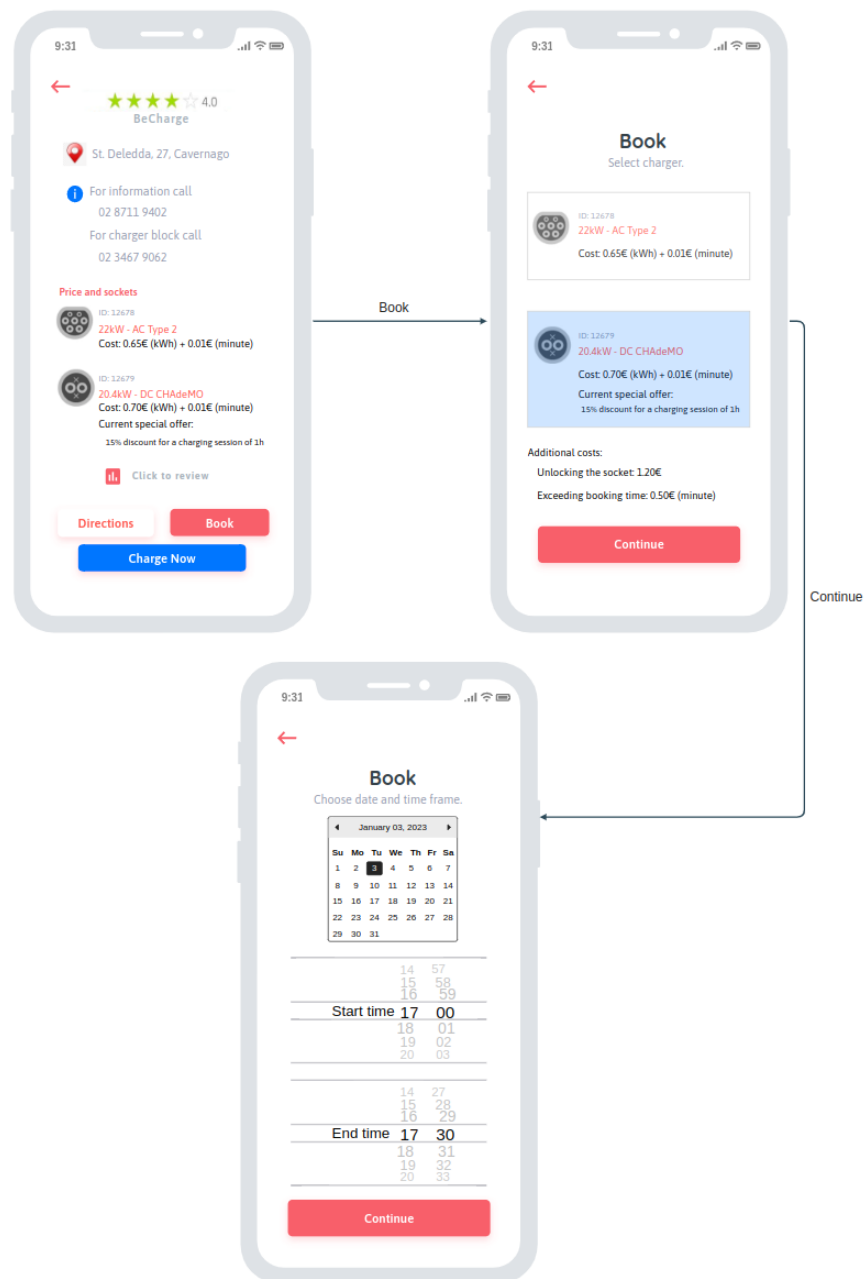 9:31
4.0
BeCharge
St. Deledda, 27, Cavernago
i
For information call
02 8711 9402
For charger block call
02 3467 9062
Price and sockets
ID: 12678
22kW - AC Type 2
Cost: 0.65€ (kWh) + 0.01€ (minute)
ID: 12679
20.4kW - DC CHAdeMO
Cost: 0.70€ (kWh) + 0.01€ (minute)
Current special offer:
15% discount for a charging session of 1h
Click to review
Directions
Book
Charge Now
Book
9:31
Book
Select charger.
ID: 12678
22kW - AC Type 2
Cost: 0.65€ (kWh) + 0.01€ (minute)
ID: 12679
20.4kW - DC CHAdeMO
Cost: 0.70€ (kWh) + 0.01€ (minute)
Current special offer:
15% discount for a charging session of 1h
Additional costs:
Unlocking the socket: 1.20€
Exceeding booking time: 0.50€ (minute)
Continue
Continue
9:31
Book
Choose date and time frame.
January 03, 2023
Su Mo Tu We Th Fr Sa
1 2 3 4 5 6 7
8 9 10 11 12 13 14
15 16 17 18 19 20 21
22 23 24 25 26 27 28
29 30 31
14 57
15 58
16 59
Start time 17 00
18 01
19 02
20 03
14 27
15 28
16 29
End time 17 30
18 31
19 32
20 33
Continue